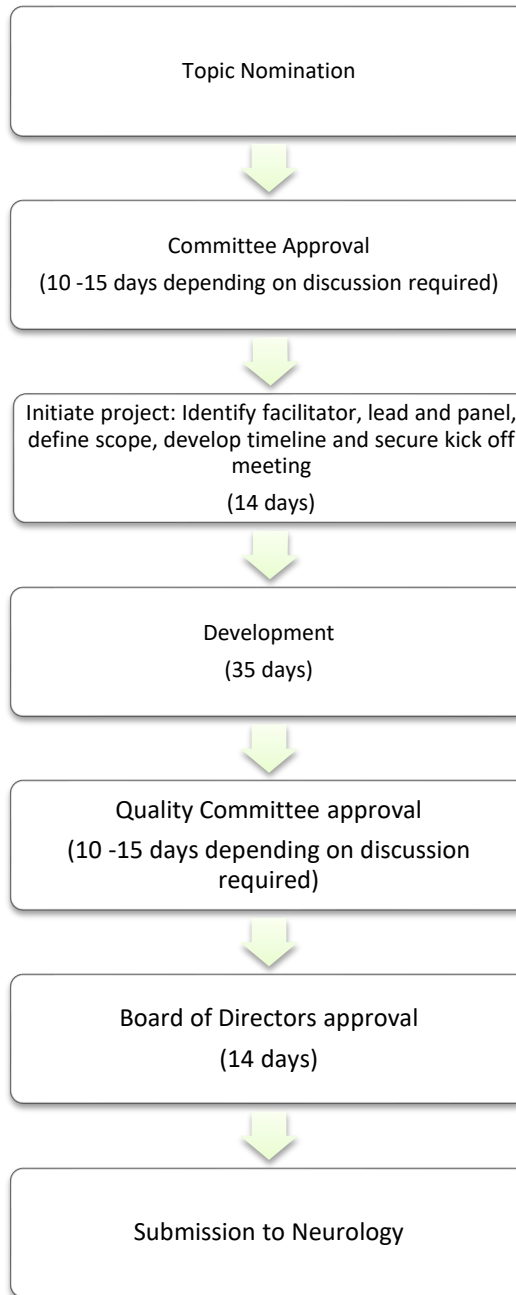 Topic Nomination
Committee Approval
(10 -15 days depending on discussion required)
Initiate project: Identify facilitator, lead and panel,
define scope, develop timeline and secure kick off
meeting
(14 days)
Development
(35 days)
Quality Committee approval
(10 -15 days depending on discussion
required)
Board of Directors approval
(14 days)
Submission to Neurology